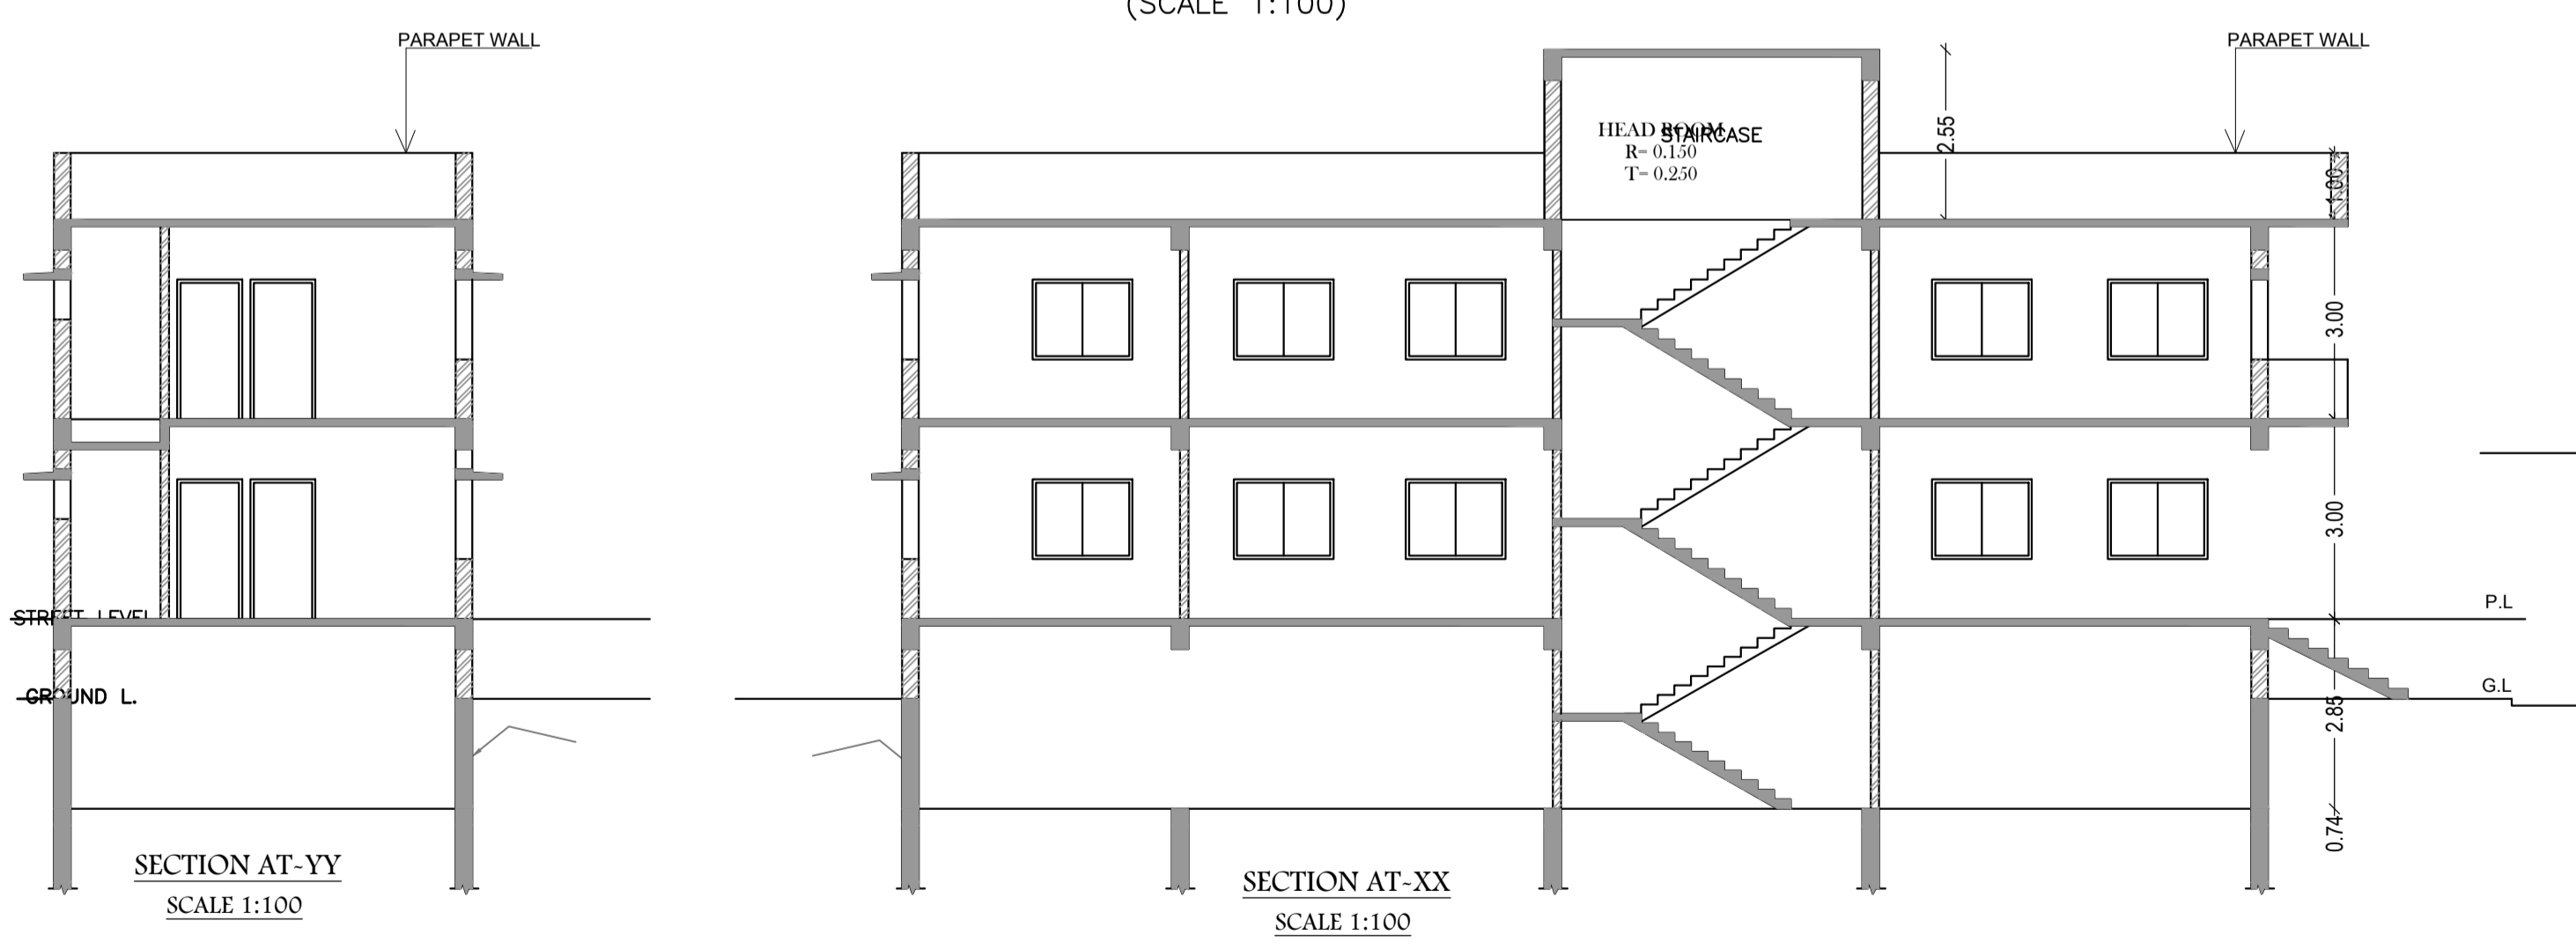 (SCALE 1:100)
PARAPET WALL
PARAPET WALL
HEAD ROOM
STAIRCASE
R= 0.150
T= 0.250
2.55
1.00
3.00
3.00
STREET LEVEL
P.L
GROUND L.
G.L
2.85
0.74
SECTION AT-YY
SCALE 1:100
SECTION AT-XX
SCALE 1:100